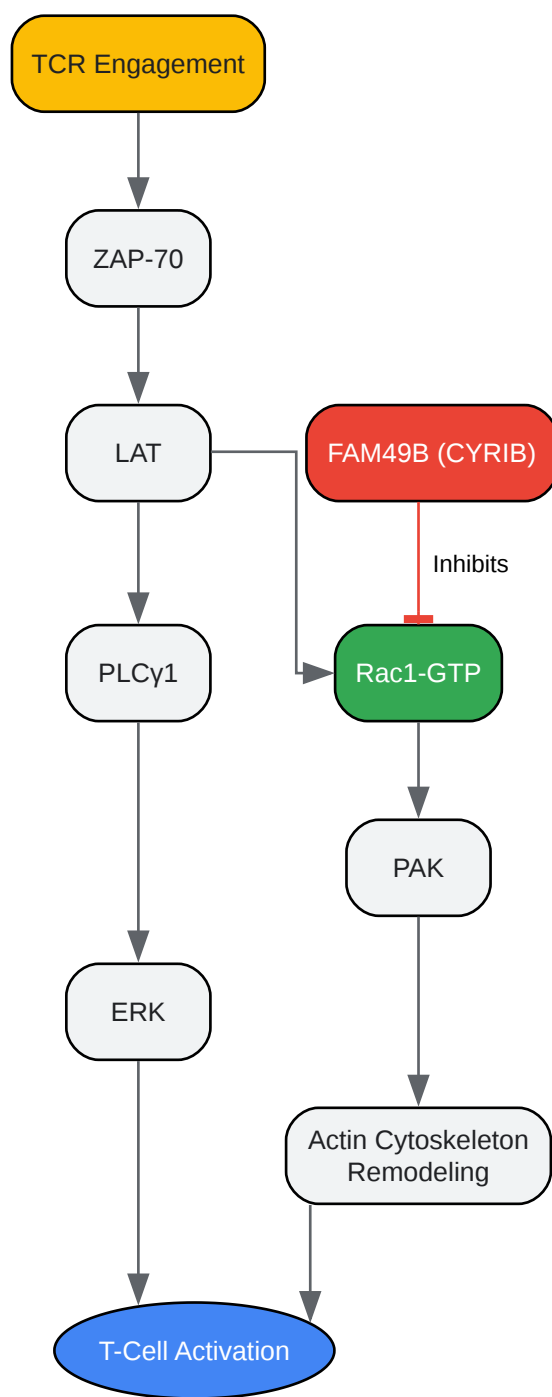 TCR Engagement
ZAP-70
LAT
FAM49B (CYRIB)
Inhibits
PLCγ1
Rac1-GTP
PAK
ERK
Actin Cytoskeleton
Remodeling
T-Cell Activation